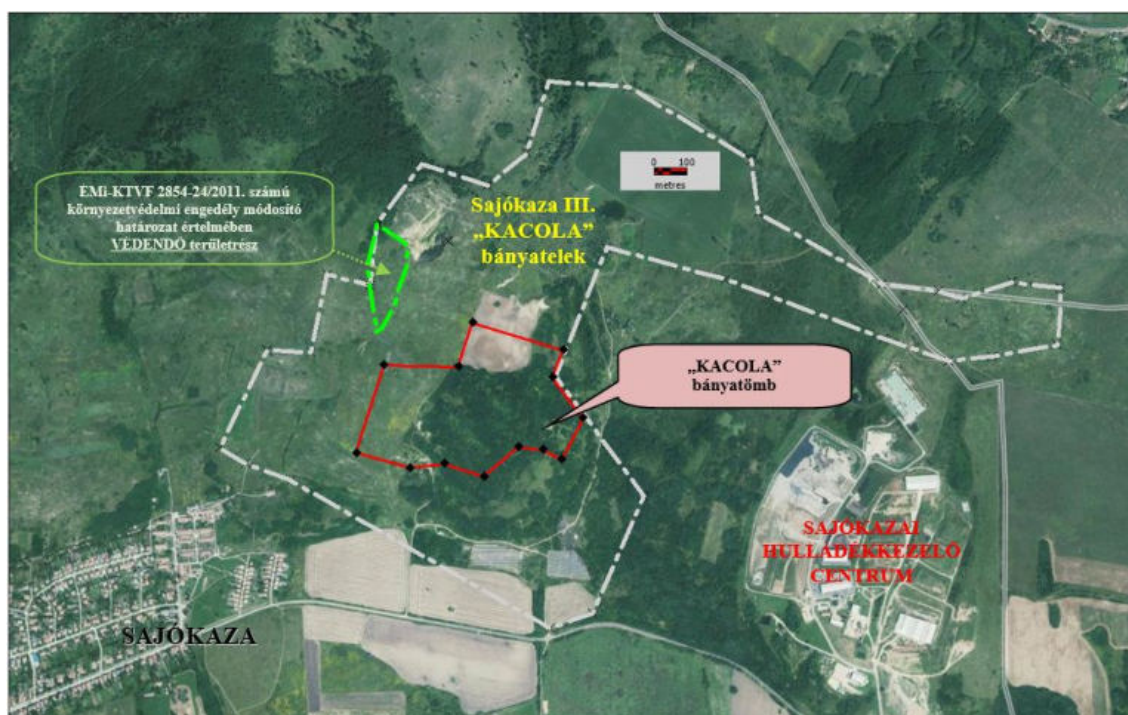 ÉMi-KTVF 2854-24/2011. számú
környezetvédelmi engedély módosító
határozat értelmében
VÉDENDŐ területrész
Sajókaza III.
„KACOLA”
bányatelek
0 100
metres
„KACOLA”
bányatömb
SAJÓKAZAI
HULLADÉKKEZELŐ
CENTRUM
SAJÓKAZA